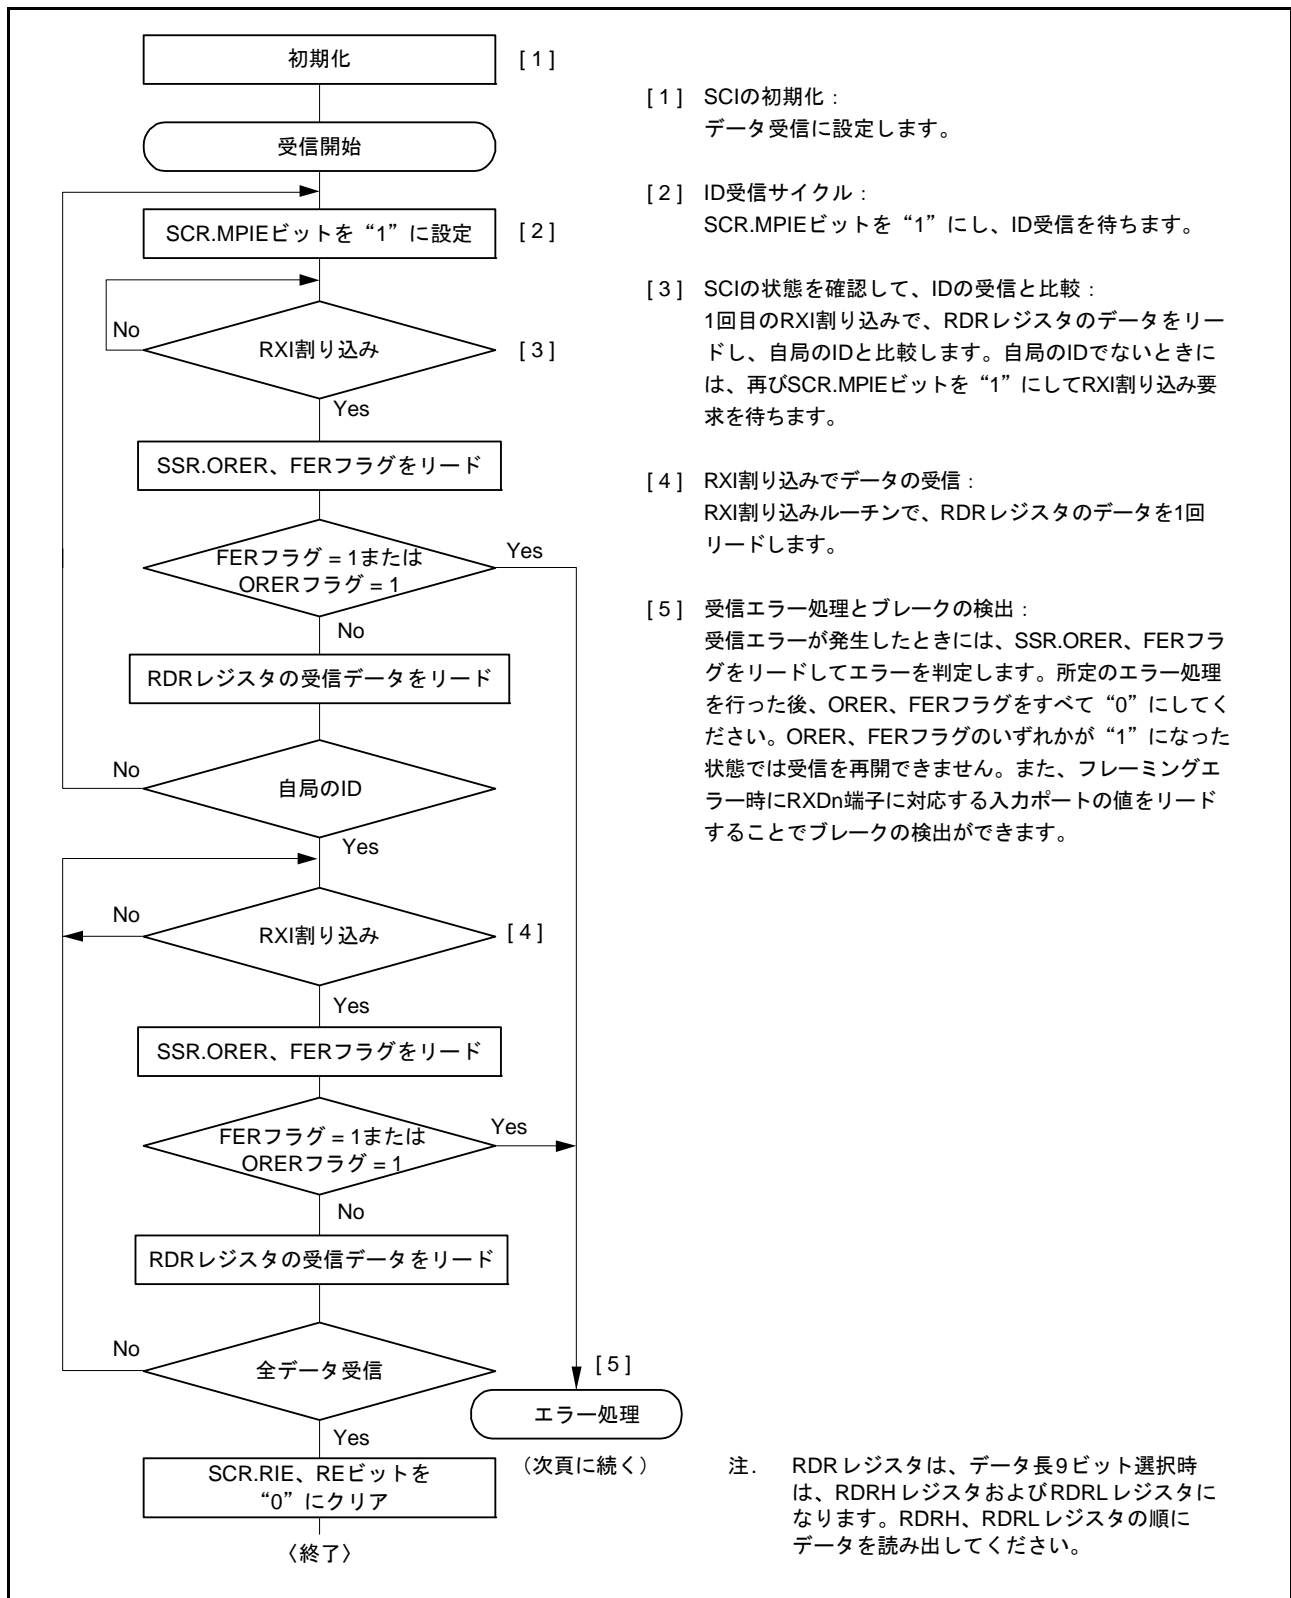 初期化
[ 1 ]
受信開始
SCR.MPIEビットを“1”に設定
[ 2 ]
No
RXI割り込み
[ 3 ]
Yes
SSR.ORER、FERフラグをリード
FERフラグ = 1または
ORERフラグ = 1
Yes
No
RDRレジスタの受信データをリード
No
自局のID
Yes
No
RXI割り込み
[ 4 ]
Yes
SSR.ORER、FERフラグをリード
FERフラグ = 1または
ORERフラグ = 1
Yes
No
RDRレジスタの受信データをリード
No
全データ受信
[ 5 ]
エラー処理
Yes
(次頁に続く)
SCR.RIE、REビットを
“0”にクリア
〈終了〉
[ 1 ] SCIの初期化：
データ受信に設定します。
[ 2 ] ID受信サイクル：
SCR.MPIEビットを“1”にし、ID受信を待ちます。
[ 3 ] SCIの状態を確認して、IDの受信と比較：
1回目のRXI割り込みで、RDRレジスタのデータをリー
ドし、自局のIDと比較します。自局のIDでないときに
は、再びSCR.MPIEビットを“1”にしてRXI割り込み要
求を待ちます。
[ 4 ] RXI割り込みでデータの受信：
RXI割り込みルーチンで、RDRレジスタのデータを1回
リードします。
[ 5 ] 受信エラー処理とブレークの検出：
受信エラーが発生したときには、SSR.ORER、FERフラ
グをリードしてエラーを判定します。所定のエラー処理
を行った後、ORER、FERフラグをすべて“0”にしてく
ださい。ORER、FERフラグのいずれかが“1”になった
状態では受信を再開できません。また、フレーミングエ
ラー時にRXDn端子に対応する入力ポートの値をリード
することでブレークの検出ができます。
注. RDRレジスタは、データ長9ビット選択時
は、RDRHレジスタおよびRDRLレジスタに
なります。RDRH、RDRLレジスタの順に
データを読み出してください。